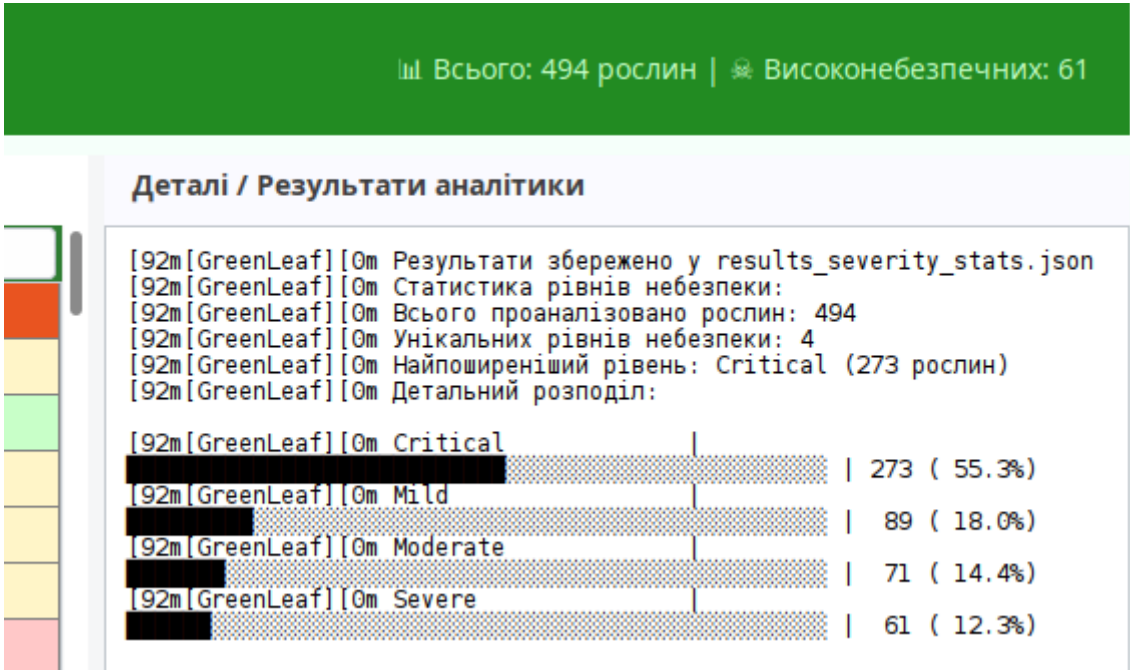 📊 Всього: 494 рослин | ☠ Високонебезпечних: 61
Деталі / Результати аналітики
[92m[GreenLeaf][0m Результати збережено у results_severity_stats.json
[92m[GreenLeaf][0m Статистика рівнів небезпеки:
[92m[GreenLeaf][0m Всього проаналізовано рослин: 494
[92m[GreenLeaf][0m Унікальних рівнів небезпеки: 4
[92m[GreenLeaf][0m Найпоширеніший рівень: Critical (273 рослин)
[92m[GreenLeaf][0m Детальний розподіл:
[92m[GreenLeaf][0m Critical |
| 273 ( 55.3%)
[92m[GreenLeaf][0m Mild |
| 89 ( 18.0%)
[92m[GreenLeaf][0m Moderate |
| 71 ( 14.4%)
[92m[GreenLeaf][0m Severe |
| 61 ( 12.3%)